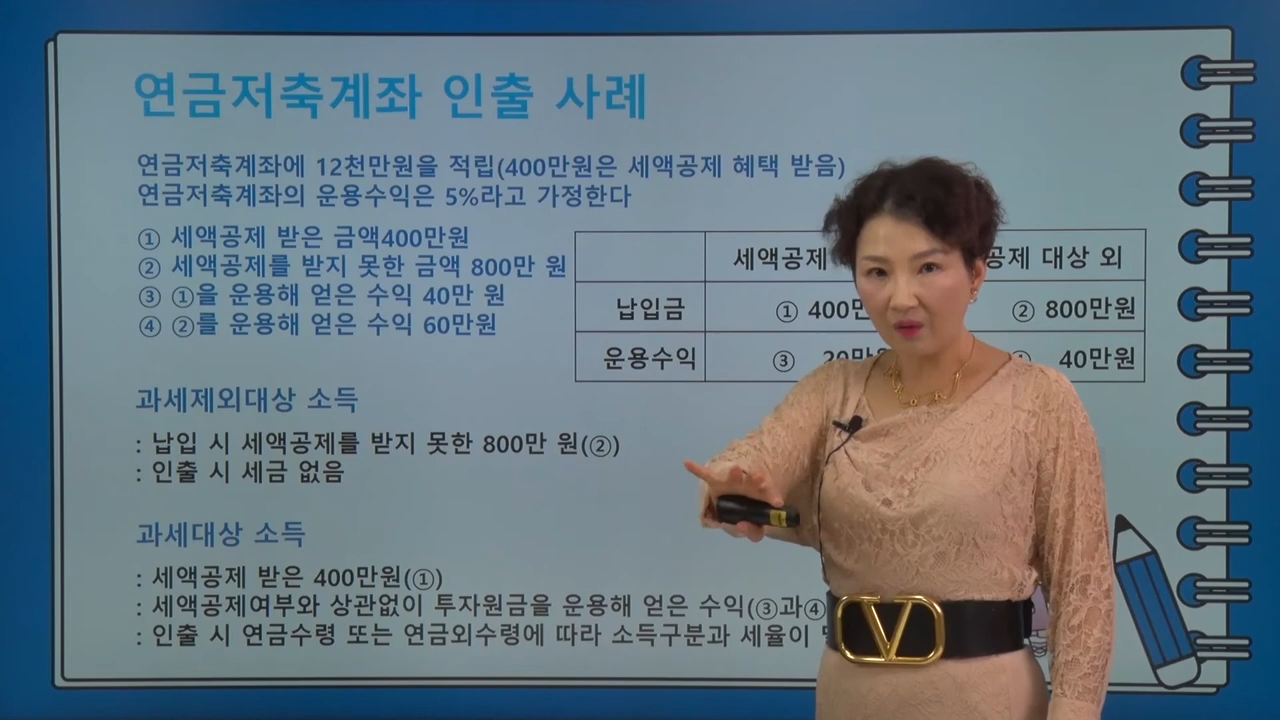 연금저축계좌 인출 사례
연금저축계좌에 12천만원을 적립(400만원은 세액공제 혜택 받음)
연금저축계좌의 운용수익은 5%라고 가정한다
① 세액공제 받은 금액400만원
② 세액공제를 받지 못한 금액 800만 원
③ ①을 운용해 얻은 수익 40만 원
④ ②를 운용해 얻은 수익 60만원
세액공제 공제 대상 외
납입금 ① 400만 ② 800만원
운용수익 ③ 20만 40만원
과세제외대상 소득
: 납입 시 세액공제를 받지 못한 800만 원(②)
: 인출 시 세금 없음
과세대상 소득
: 세액공제 받은 400만원(①)
: 세액공제여부와 상관없이 투자원금을 운용해 얻은 수익(③과④
: 인출 시 연금수령 또는 연금외수령에 따라 소득구분과 세율이
V